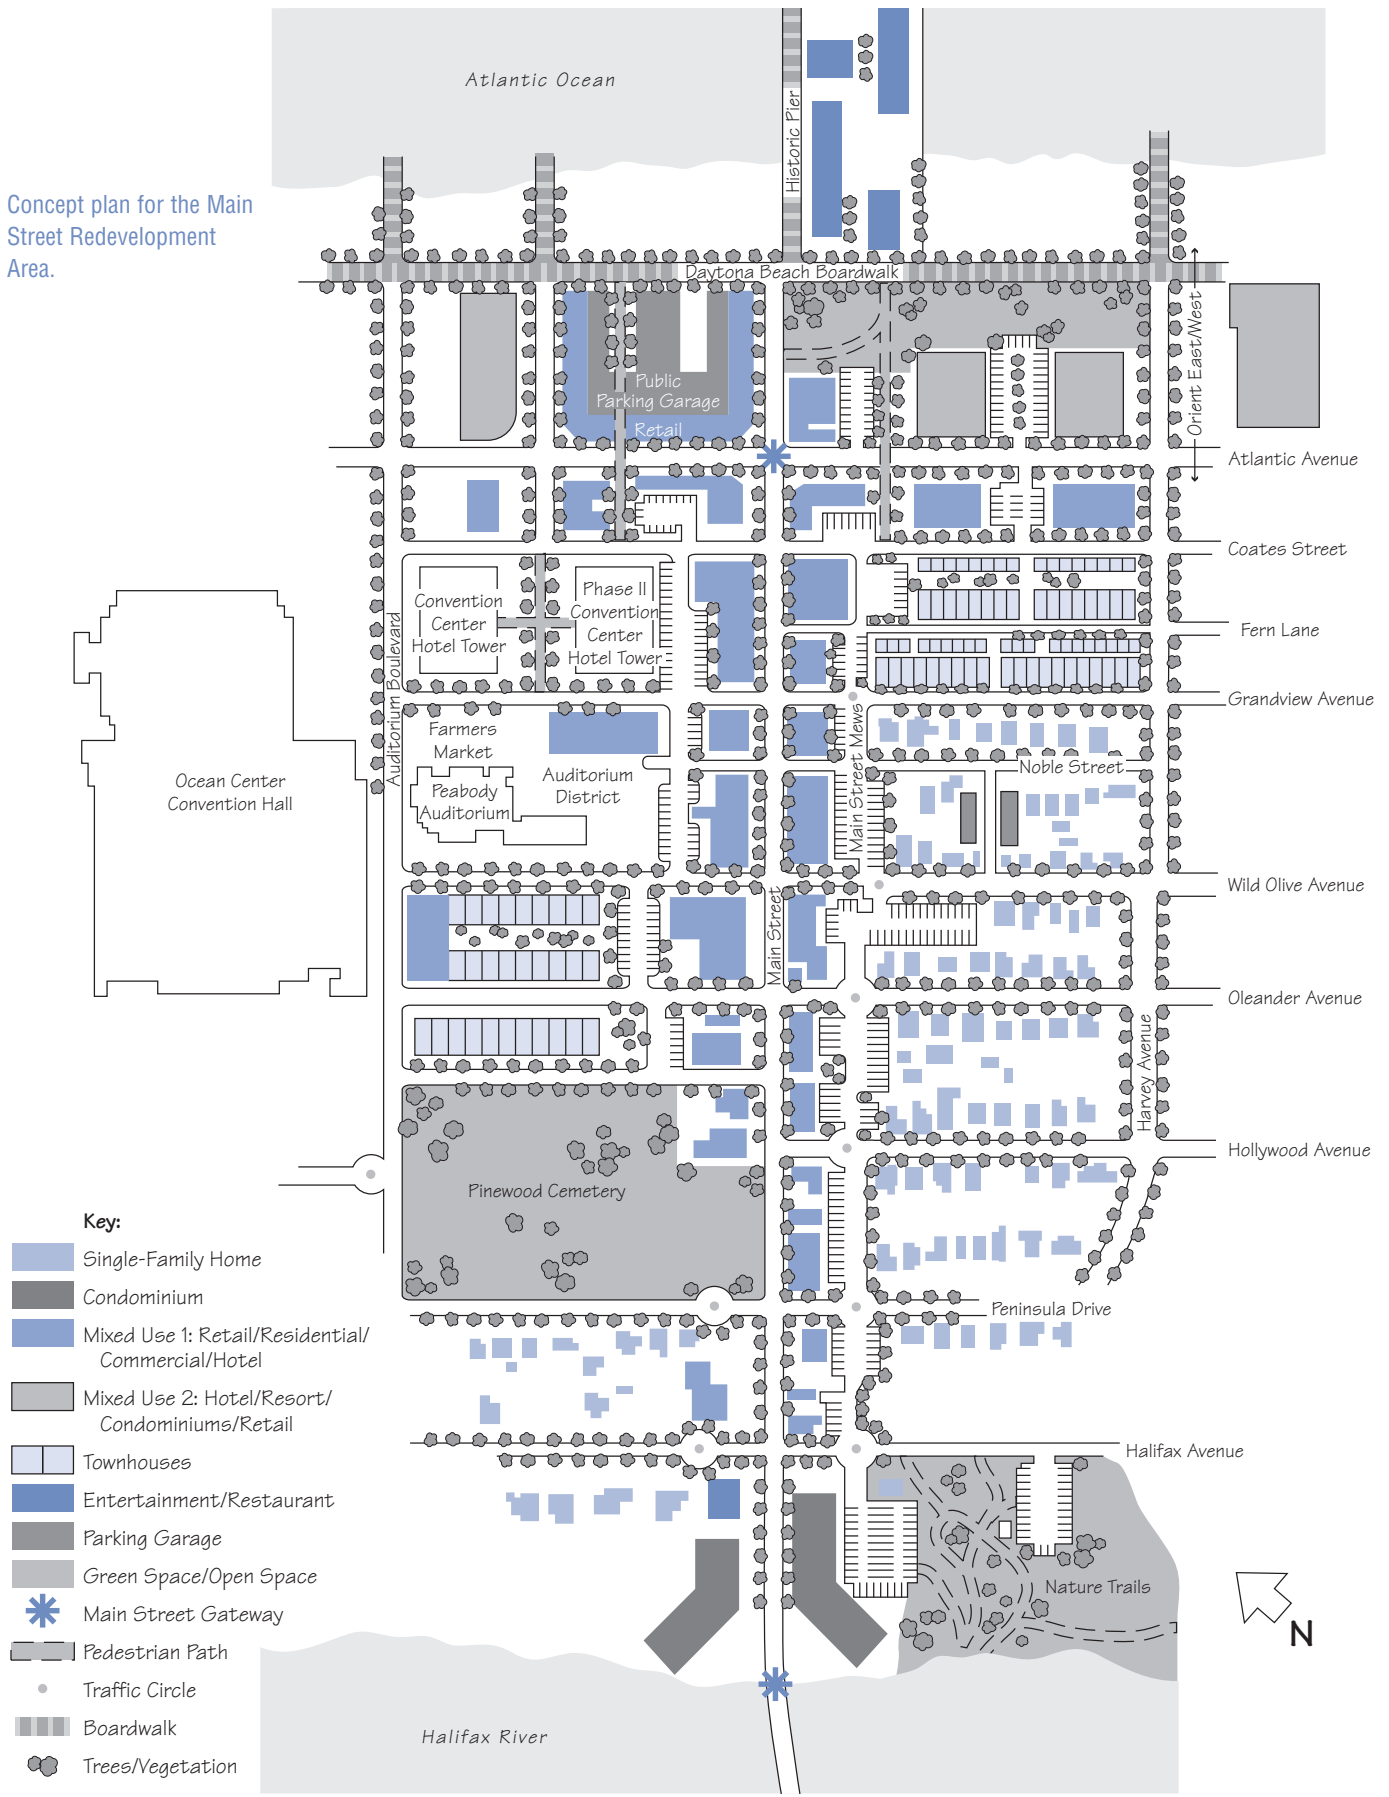 Atlantic Ocean
Historic Pier
Concept plan for the Main
Street Redevelopment
Area.
Daytona Beach Boardwalk
Orient East/West
Public
Parking Garage
Retail
Atlantic Avenue
Coates Street
Convention
Center
Hotel Tower
Phase II
Convention
Center
Hotel Tower
Fern Lane
Auditorium Boulevard
Grandview Avenue
Farmers
Market
Main Street Mews
Noble Street
Ocean Center
Convention Hall
Peabody
Auditorium
Auditorium
District
Wild Olive Avenue
Main Street
Oleander Avenue
Harvey Avenue
Hollywood Avenue
Pinewood Cemetery
Peninsula Drive
Halifax Avenue
Nature Trails
N
Halifax River
Key:
Single-Family Home
Condominium
Mixed Use 1: Retail/Residential/
Commercial/Hotel
Mixed Use 2: Hotel/Resort/
Condominiums/Retail
Townhouses
Entertainment/Restaurant
Parking Garage
Green Space/Open Space
Main Street Gateway
Pedestrian Path
Traffic Circle
Boardwalk
Trees/Vegetation